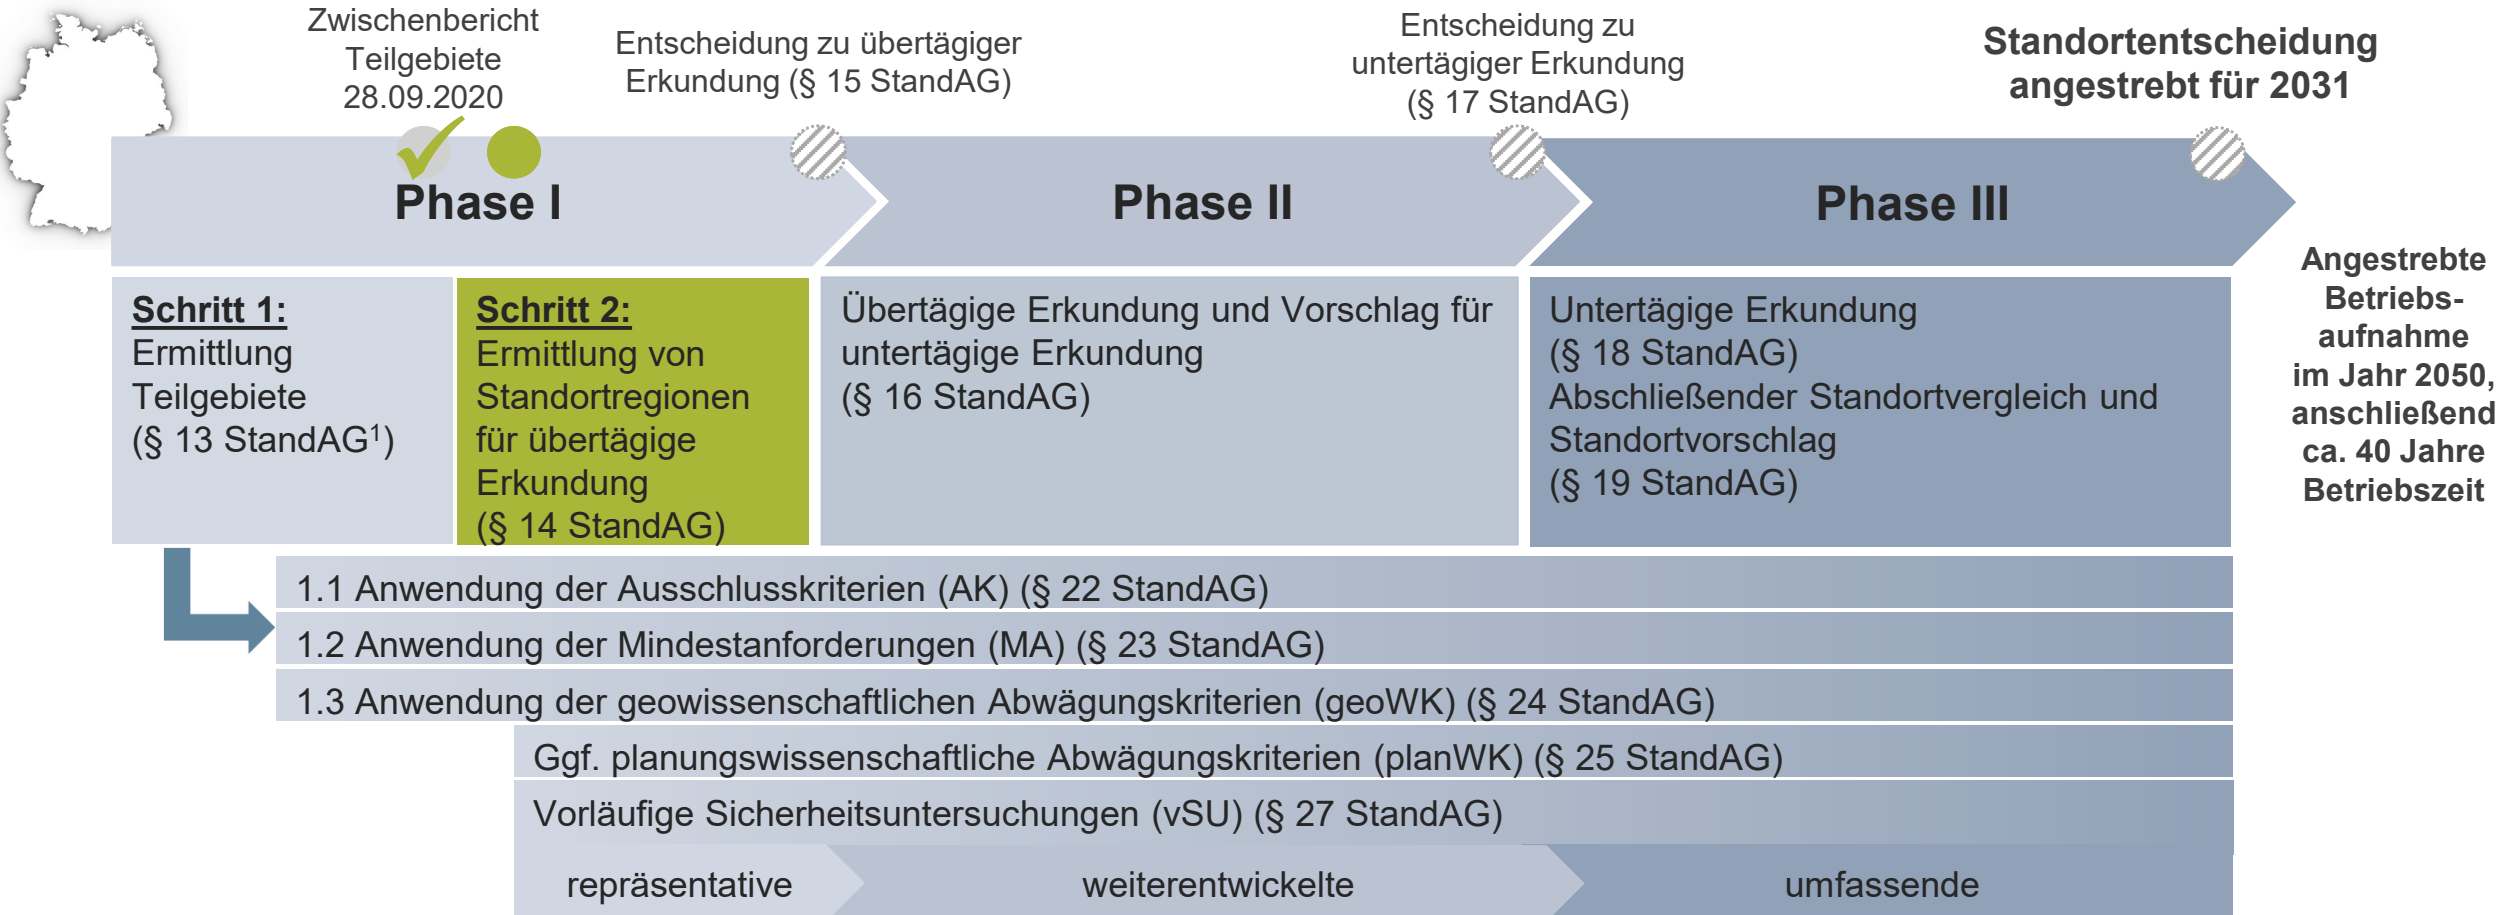 Zwischenbericht
Teilgebiete
28.09.2020
Entscheidung zu übertägiger
Erkundung (§ 15 StandAG)
Entscheidung zu
untertägiger Erkundung
(§ 17 StandAG)
Standortentscheidung
angestrebt für 2031
Phase I
Phase II
Phase III
Schritt 1:
Ermittlung
Teilgebiete
(§ 13 StandAG¹)
Schritt 2:
Ermittlung von
Standortregionen
für übertägige
Erkundung
(§ 14 StandAG)
Übertägige Erkundung und Vorschlag für
untertägige Erkundung
(§ 16 StandAG)
Untertägige Erkundung
(§ 18 StandAG)
Abschließender Standortvergleich und
Standortvorschlag
(§ 19 StandAG)
Angestrebte
Betriebs-
aufnahme
im Jahr 2050,
anschließend
ca. 40 Jahre
Betriebszeit
1.1 Anwendung der Ausschlusskriterien (AK) (§ 22 StandAG)
1.2 Anwendung der Mindestanforderungen (MA) (§ 23 StandAG)
1.3 Anwendung der geowissenschaftlichen Abwägungskriterien (geoWK) (§ 24 StandAG)
Ggf. planungswissenschaftliche Abwägungskriterien (planWK) (§ 25 StandAG)
Vorläufige Sicherheitsuntersuchungen (vSU) (§ 27 StandAG)
repräsentative
weiterentwickelte
umfassende